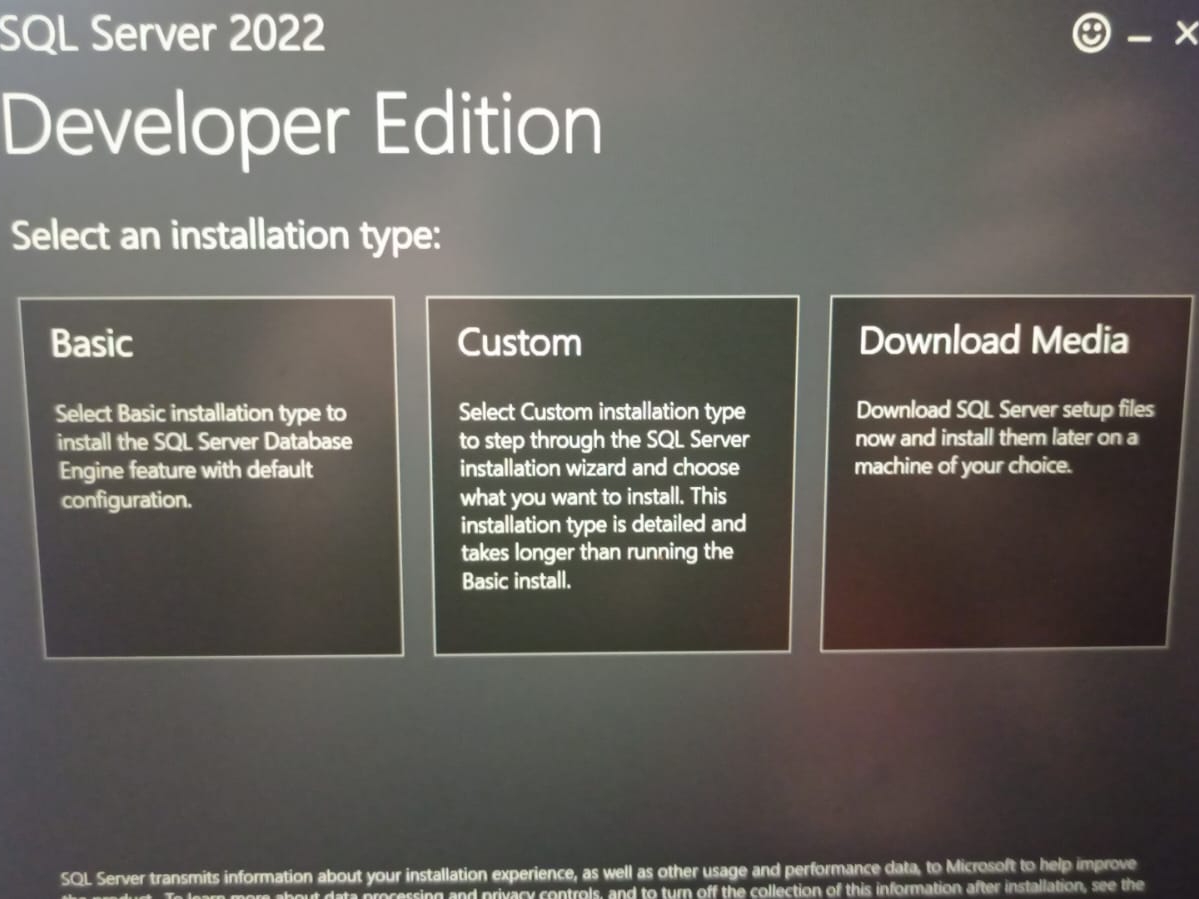 SQL Server 2022
Developer Edition
Select an installation type:
Basic
Select Basic installation type to
install the SQL Server Database
Engine feature with default
configuration.
Custom
Select Custom installation type
to step through the SQL Server
installation wizard and choose
what you want to install. This
installation type is detailed and
takes longer than running the
Basic install.
Download Media
Download SQL Server setup files
now and install them later on a
machine of your choice.
SQL Server transmits information about your installation experience, as well as other usage and performance data, to Microsoft to help improve
the product. To learn more about data processing and privacy controls, and to turn off the collection of this information after installation, see the